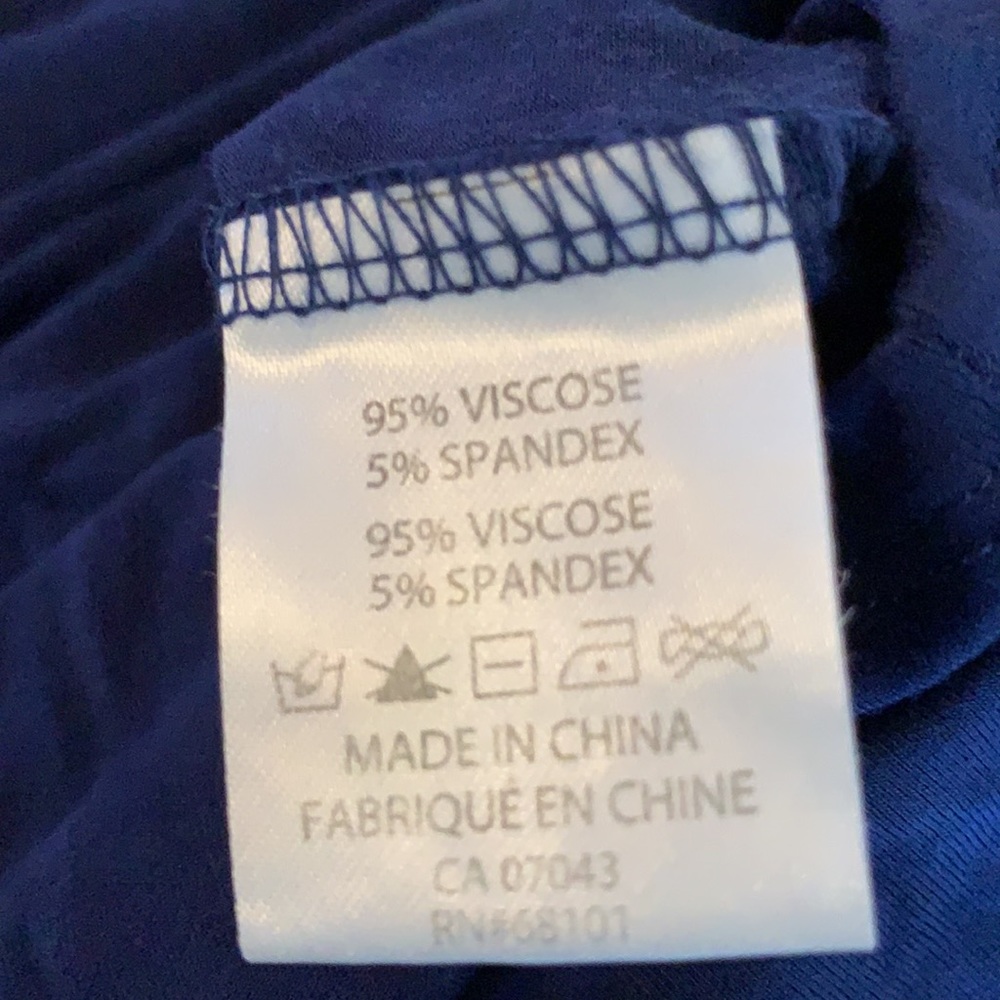 95% VISCOSE
5% SPANDEX
95% VISCOSE
5% SPANDEX
MADE IN CHINA
FABRIQUÉ EN CHINE
CA 07043
RN#68101